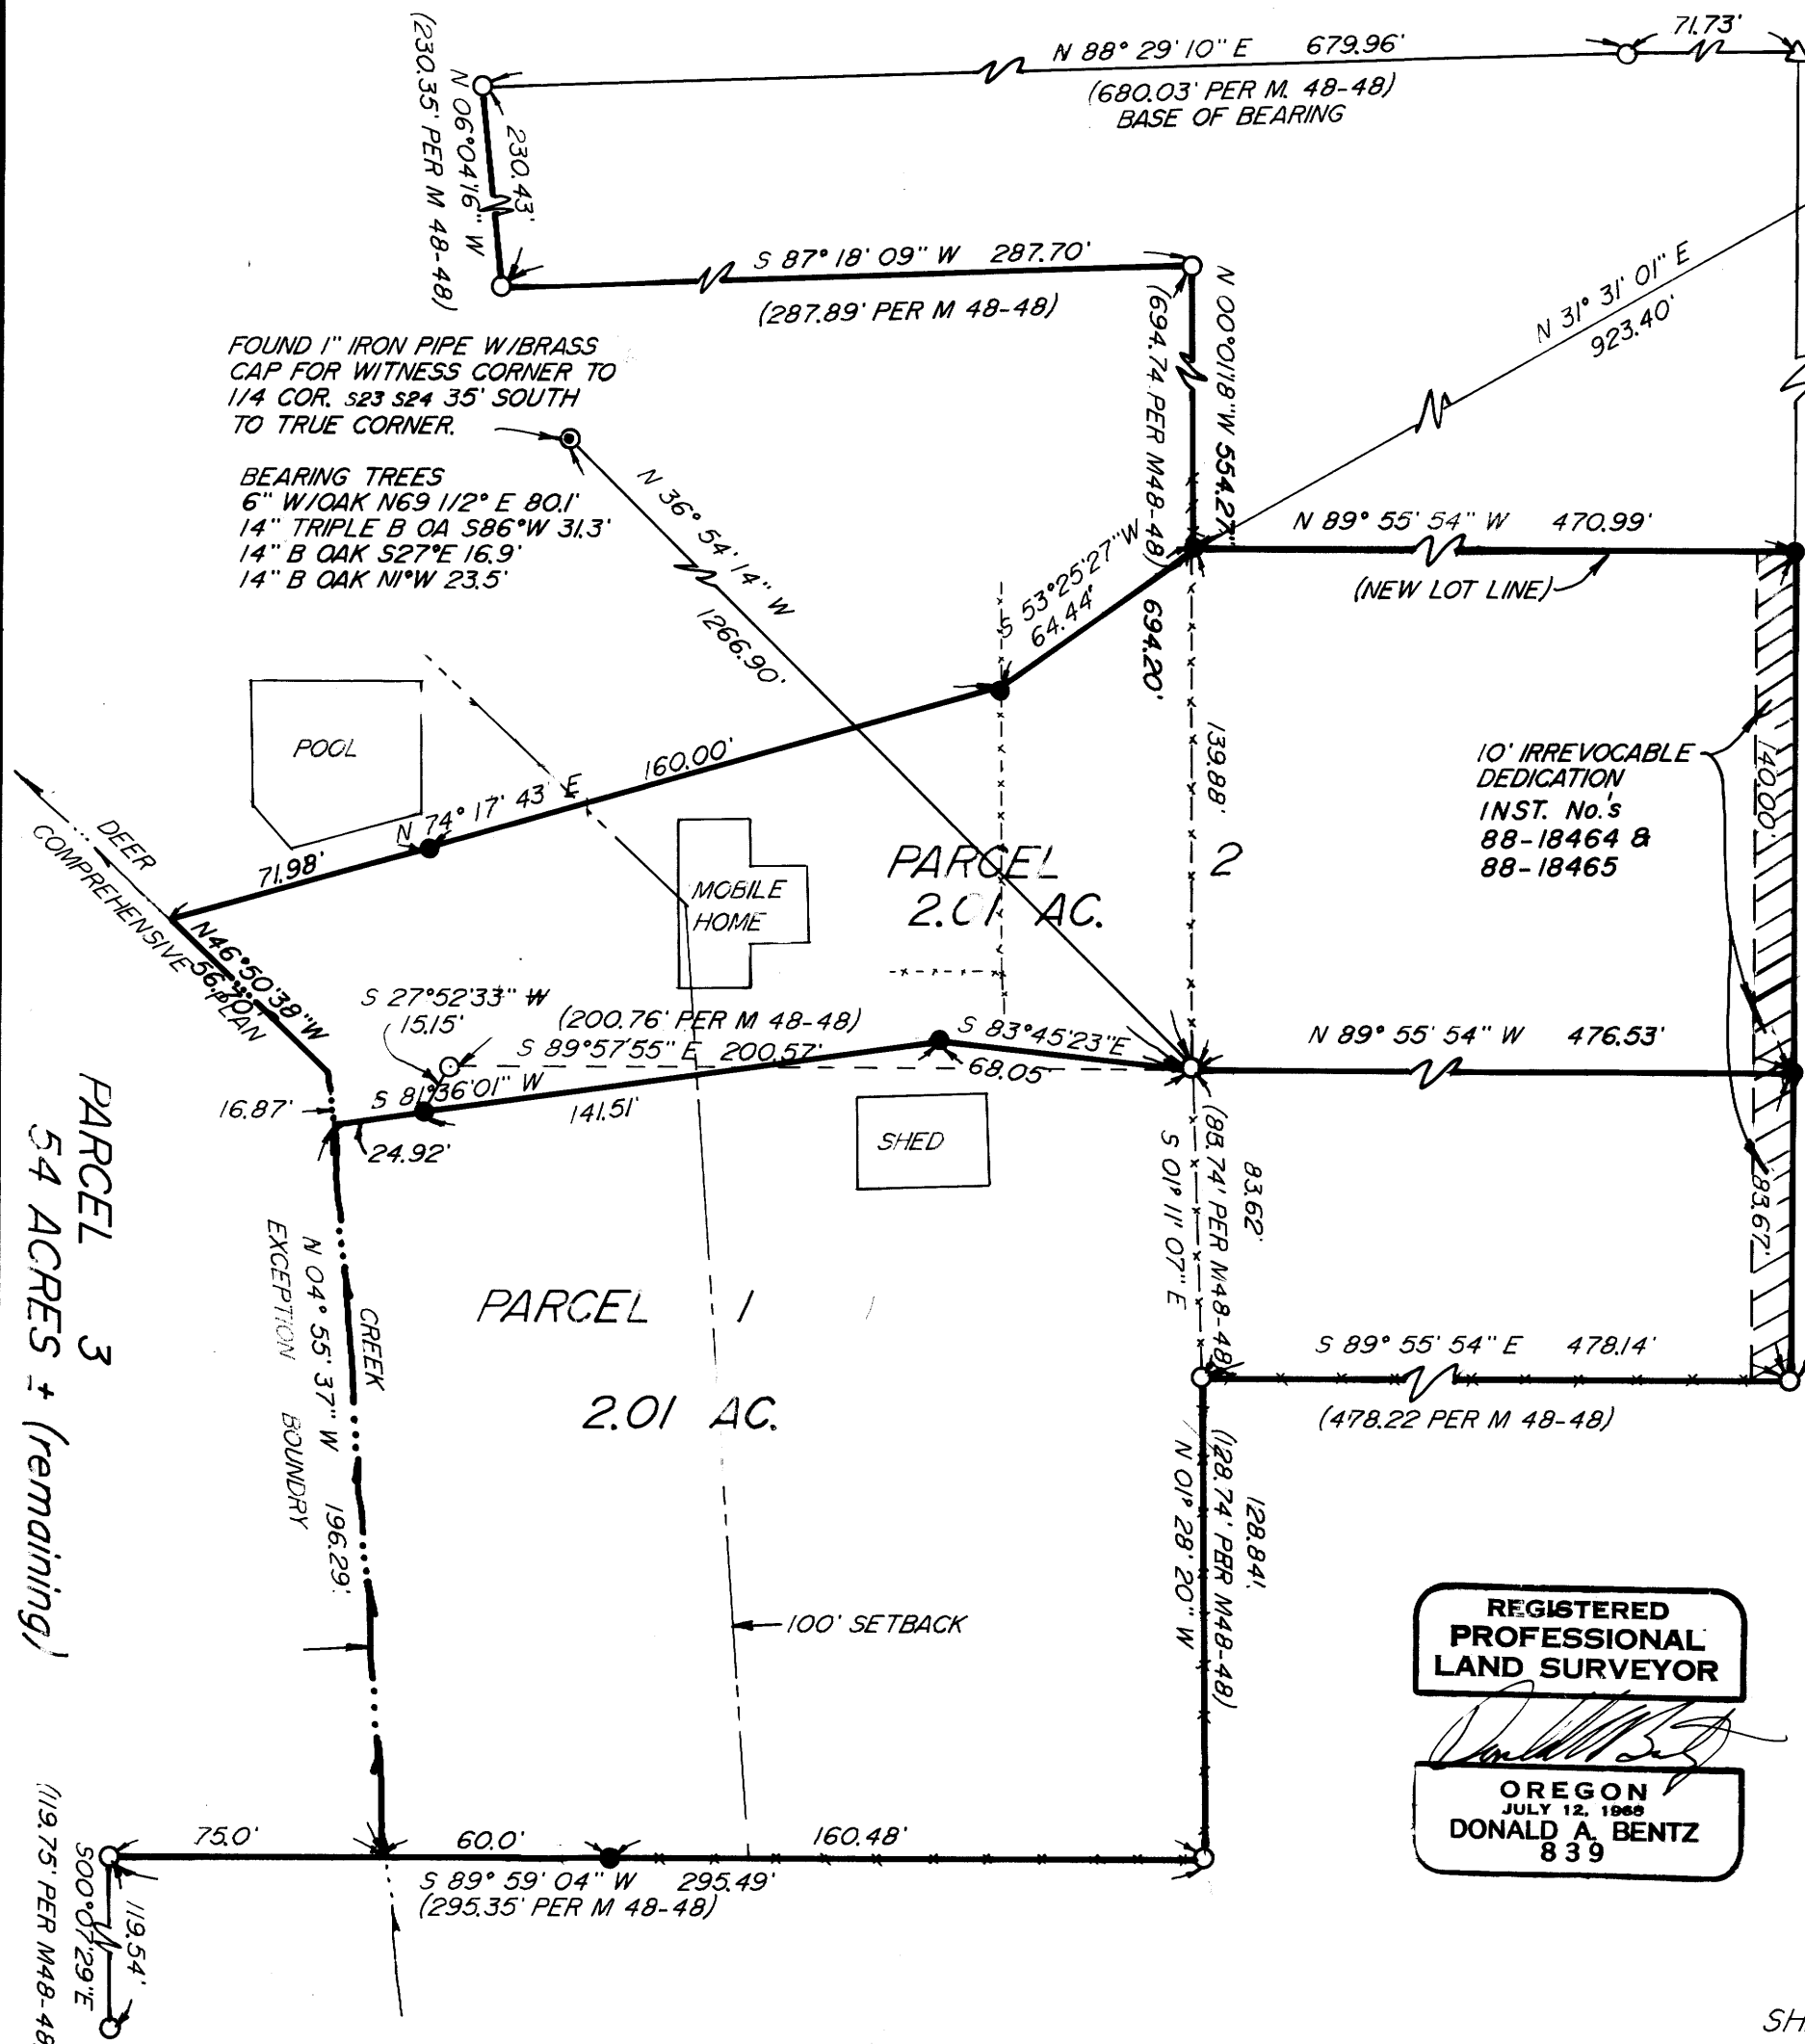 71.73'
N 88° 29' 10" E 679.96'
(680.03' PER M. 48-48)
BASE OF BEARING
(230.35' PER M 48-48)
N 06°04'16" W
230.43'
S 87° 18' 09" W 287.70'
(287.89' PER M 48-48)
N 00°01'18"W 554.27'
(694.74 PER M48-48)
694.20'
N 31° 31' 01" E
923.40'
FOUND 1" IRON PIPE W/BRASS
CAP FOR WITNESS CORNER TO
1/4 COR. S23 S24 35' SOUTH
TO TRUE CORNER.
BEARING TREES
6" W/OAK N69 1/2° E 80.1'
14" TRIPLE B OA S86°W 31.3'
14" B OAK S27°E 16.9'
14" B OAK N1°W 23.5'
N 36° 54' 14" W
1266.90'
S 53°25'27"W
64.44'
N 89° 55' 54" W 470.99'
(NEW LOT LINE)
POOL
160.00'
N 74° 17' 43" E
71.98'
139.88'
10' IRREVOCABLE
DEDICATION
INST. No.'s
88-18464 &
88-18465
140.00'
DEER
COMPREHENSIVE PLAN
MOBILE
HOME
PARCEL 2
2.01 AC.
N46°50'38"W
56.70'
S 27°52'33" W
15.15'
(200.76' PER M 48-48)
S 89°57'55" E 200.57'
S 83°45'23"E
68.05'
N 89° 55' 54" W 476.53'
S 81°36'01" W
141.51'
16.87'
24.92'
SHED
83.62'
(83.74' PER M48-48)
S 01° 11' 07" E
83.67'
PARCEL 3
54 ACRES ± (remaining)
CREEK
N 04° 55' 37" W 196.29'
EXCEPTION BOUNDRY
PARCEL 1
2.01 AC.
S 89° 55' 54" E 478.14'
(478.22 PER M 48-48)
128.84'
(128.74' PER M48-48)
N 01° 28' 20" W
100' SETBACK
REGISTERED
PROFESSIONAL
LAND SURVEYOR
OREGON
JULY 12, 1968
DONALD A. BENTZ
839
75.0'
60.0'
160.48'
S 89° 59' 04" W 295.49'
(295.35' PER M 48-48)
119.54'
S00°07'29"E
(119.75' PER M48-48
SH